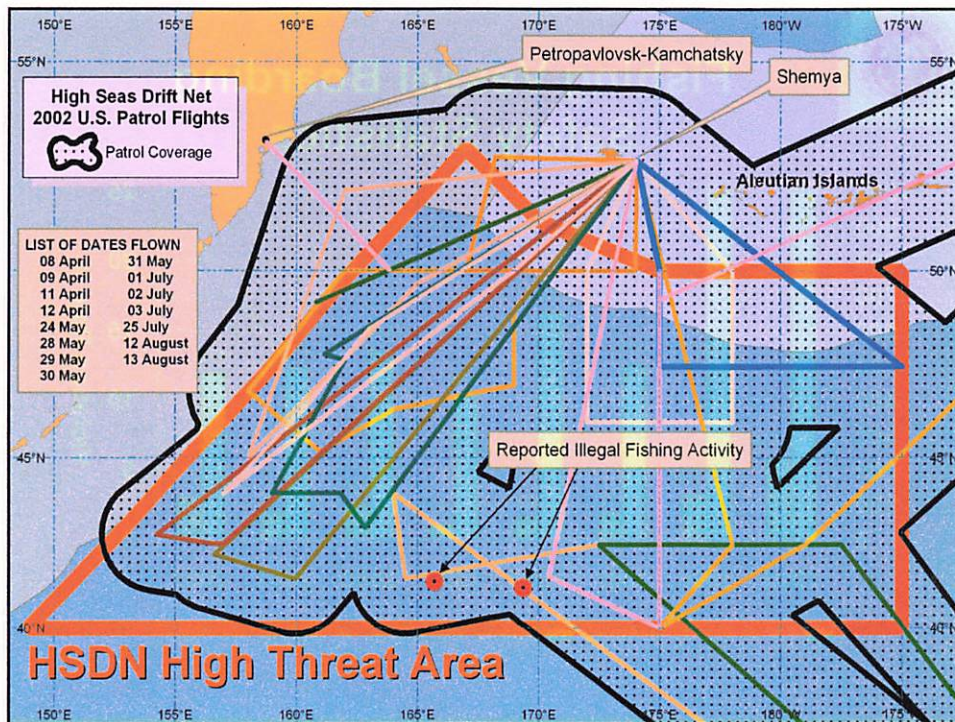 150°E 155°E 160°E 165°E 170°E 175°E 180°W 175°W
Petropavlovsk-Kamchatsky
Shemya
55°N
High Seas Drift Net
2002 U.S. Patrol Flights
Patrol Coverage
Aleutian Islands
LIST OF DATES FLOWN
08 April 31 May
09 April 01 July
11 April 02 July
12 April 03 July
24 May 25 July
28 May 12 August
29 May 13 August
30 May
50°N 50°N
45°N 45°N
Reported Illegal Fishing Activity
40°N 40°N
HSDN High Threat Area
150°E 155°E 160°E 165°E 170°E 175°E 180°W 175°W